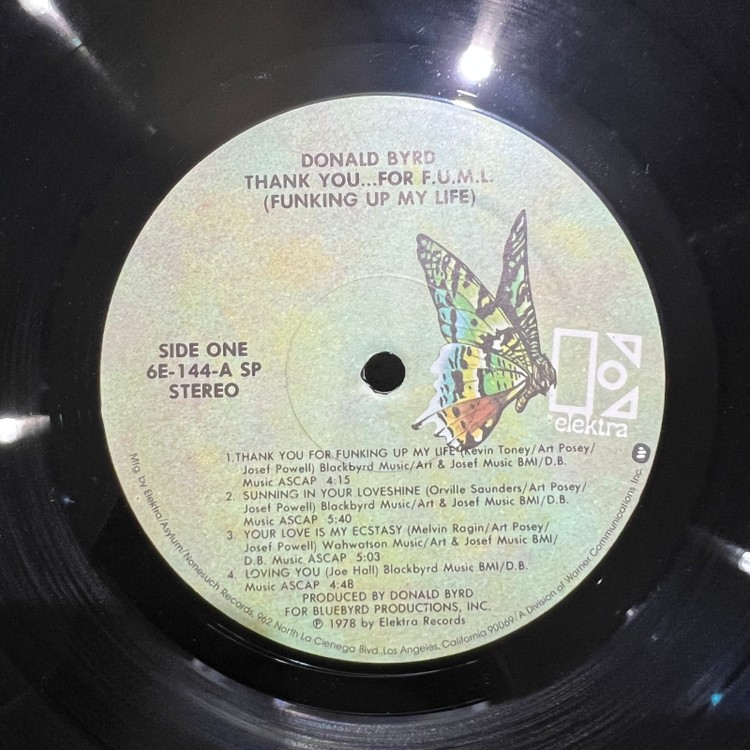 DONALD BYRD
THANK YOU...FOR F.U.M.L.
(FUNKING UP MY LIFE)
SIDE ONE
6E-144-A SP
STEREO
elektra
1.THANK YOU FOR FUNKING UP MY LIFE (Kevin Toney/Art Posey/
Josef Powell) Blackbyrd Music/Art & Josef Music BMI/D.B.
Music ASCAP 4:15
2. SUNNING IN YOUR LOVESHINE (Orville Saunders/Art Posey/
Josef Powell) Blackbyrd Music/Art & Josef Music BMI/D.B.
Music ASCAP 5:40
3. YOUR LOVE IS MY ECSTASY (Melvin Ragin/Art Posey/
Josef Powell) Wahwatson Music/Art & Josef Music BMI/
D.B. Music ASCAP 5:03
4. LOVING YOU (Joe Hall) Blackbyrd Music BMI/D.B.
Music ASCAP 4:48
PRODUCED BY DONALD BYRD
FOR BLUEBYRD PRODUCTIONS, INC.
℗ 1978 by Elektra Records
Mfg by Elektra/Asylum/Nonesuch Records, 962 North La Cienega Blvd., Los Angeles, California 90069/A Division of Warner Communications Inc.